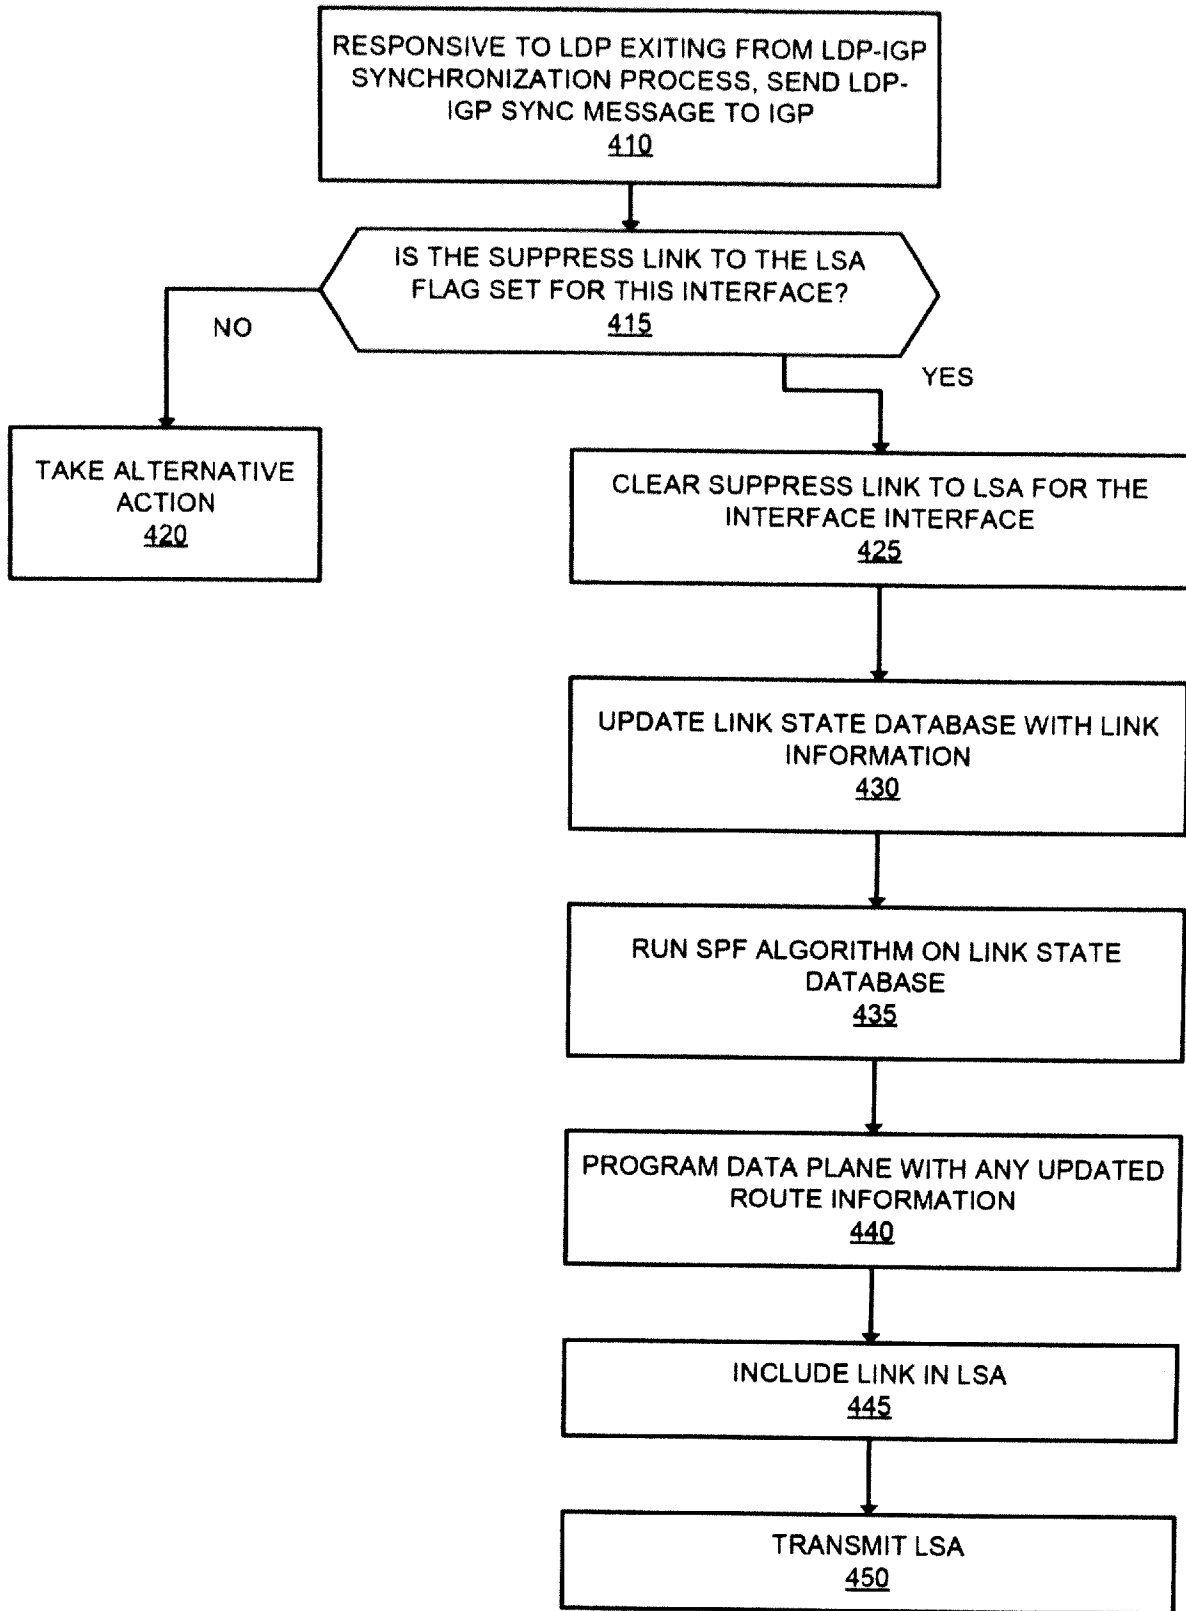 RESPONSIVE TO LDP EXITING FROM LDP-IGP
SYNCHRONIZATION PROCESS, SEND LDP-
IGP SYNC MESSAGE TO IGP
410
IS THE SUPPRESS LINK TO THE LSA
FLAG SET FOR THIS INTERFACE?
415
NO
YES
TAKE ALTERNATIVE
ACTION
420
CLEAR SUPPRESS LINK TO LSA FOR THE
INTERFACE INTERFACE
425
UPDATE LINK STATE DATABASE WITH LINK
INFORMATION
430
RUN SPF ALGORITHM ON LINK STATE
DATABASE
435
PROGRAM DATA PLANE WITH ANY UPDATED
ROUTE INFORMATION
440
INCLUDE LINK IN LSA
445
TRANSMIT LSA
450